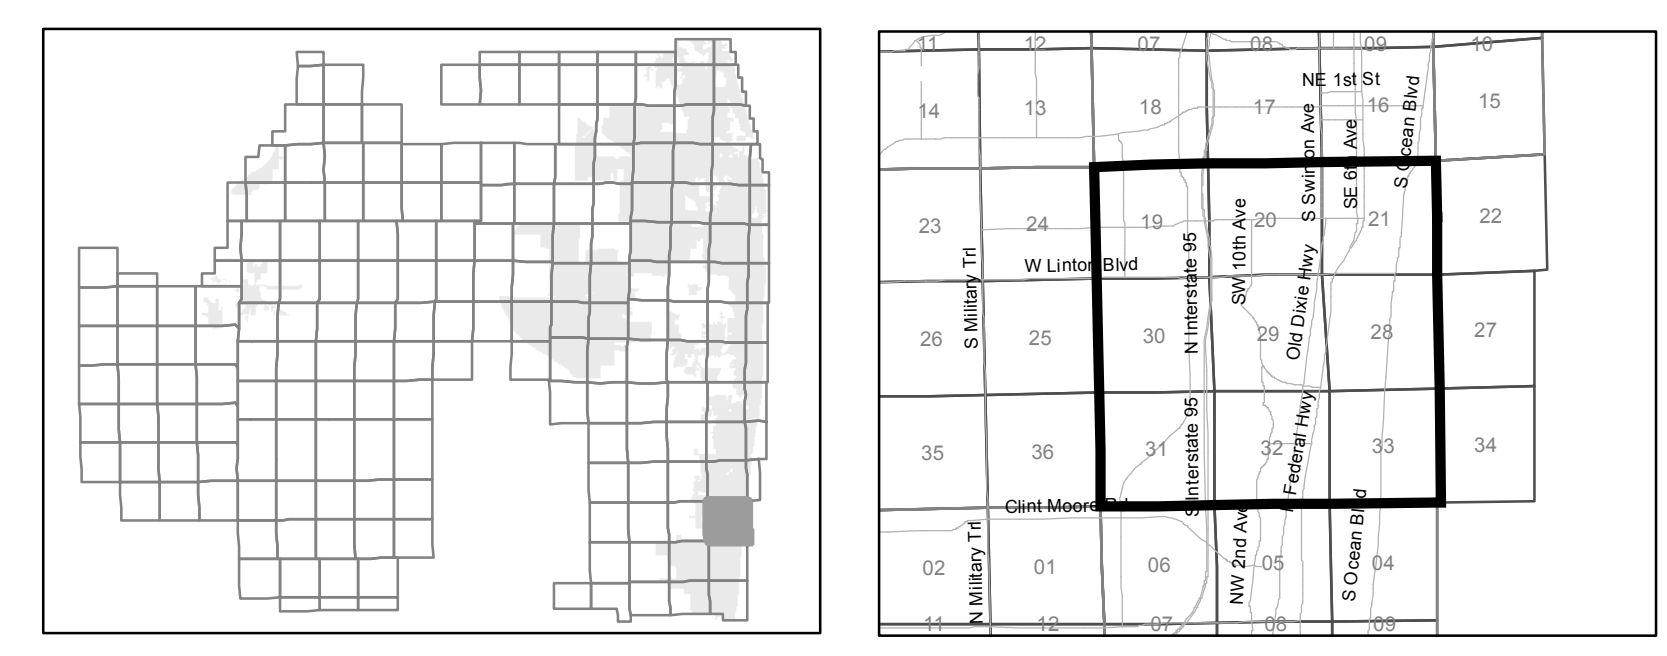 11 12 07 08 09 10
NE 1st St
14 13 18 17 16 15
S Swinton Ave
SE 6th Ave
S Ocean Blvd
23 24 19 20 21 22
W Linton Blvd
S Military Trl
N Interstate 95
SW 10th Ave
Old Dixie Hwy
26 25 30 29 28 27
35 36 31 32 33 34
S Interstate 95
Federal Hwy
Clint Moore
02 01 06 05 04
N Military Trl
NW 2nd Ave
S Ocean Blvd
11 12 07 08 09